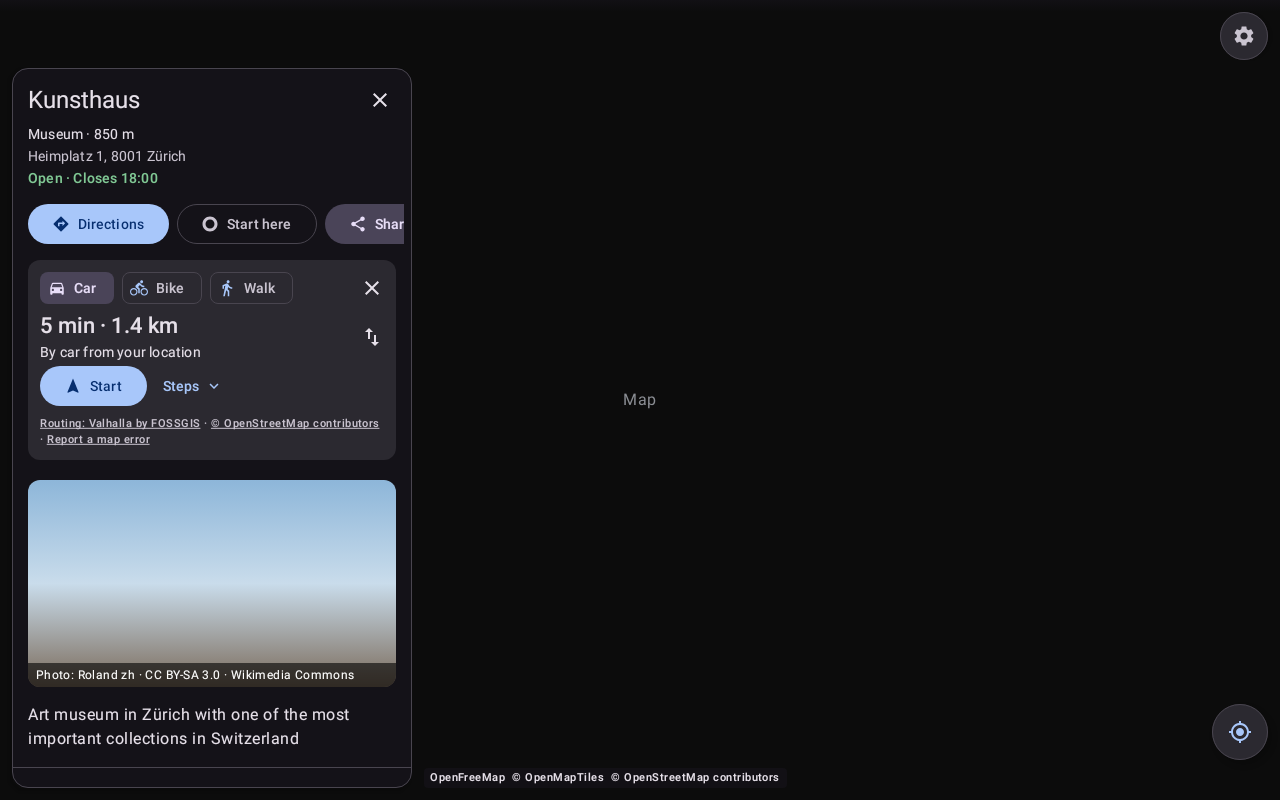 Kunsthaus
Museum · 850 m
Heimplatz 1, 8001 Zürich
Open · Closes 18:00
Directions
Start here
Shar
Car
Bike
Walk
5 min · 1.4 km
By car from your location
Start
Steps
Routing: Valhalla by FOSSGIS · © OpenStreetMap contributors
· Report a map error
Map
Photo: Roland zh · CC BY-SA 3.0 · Wikimedia Commons
Art museum in Zürich with one of the most
important collections in Switzerland
OpenFreeMap © OpenMapTiles © OpenStreetMap contributors